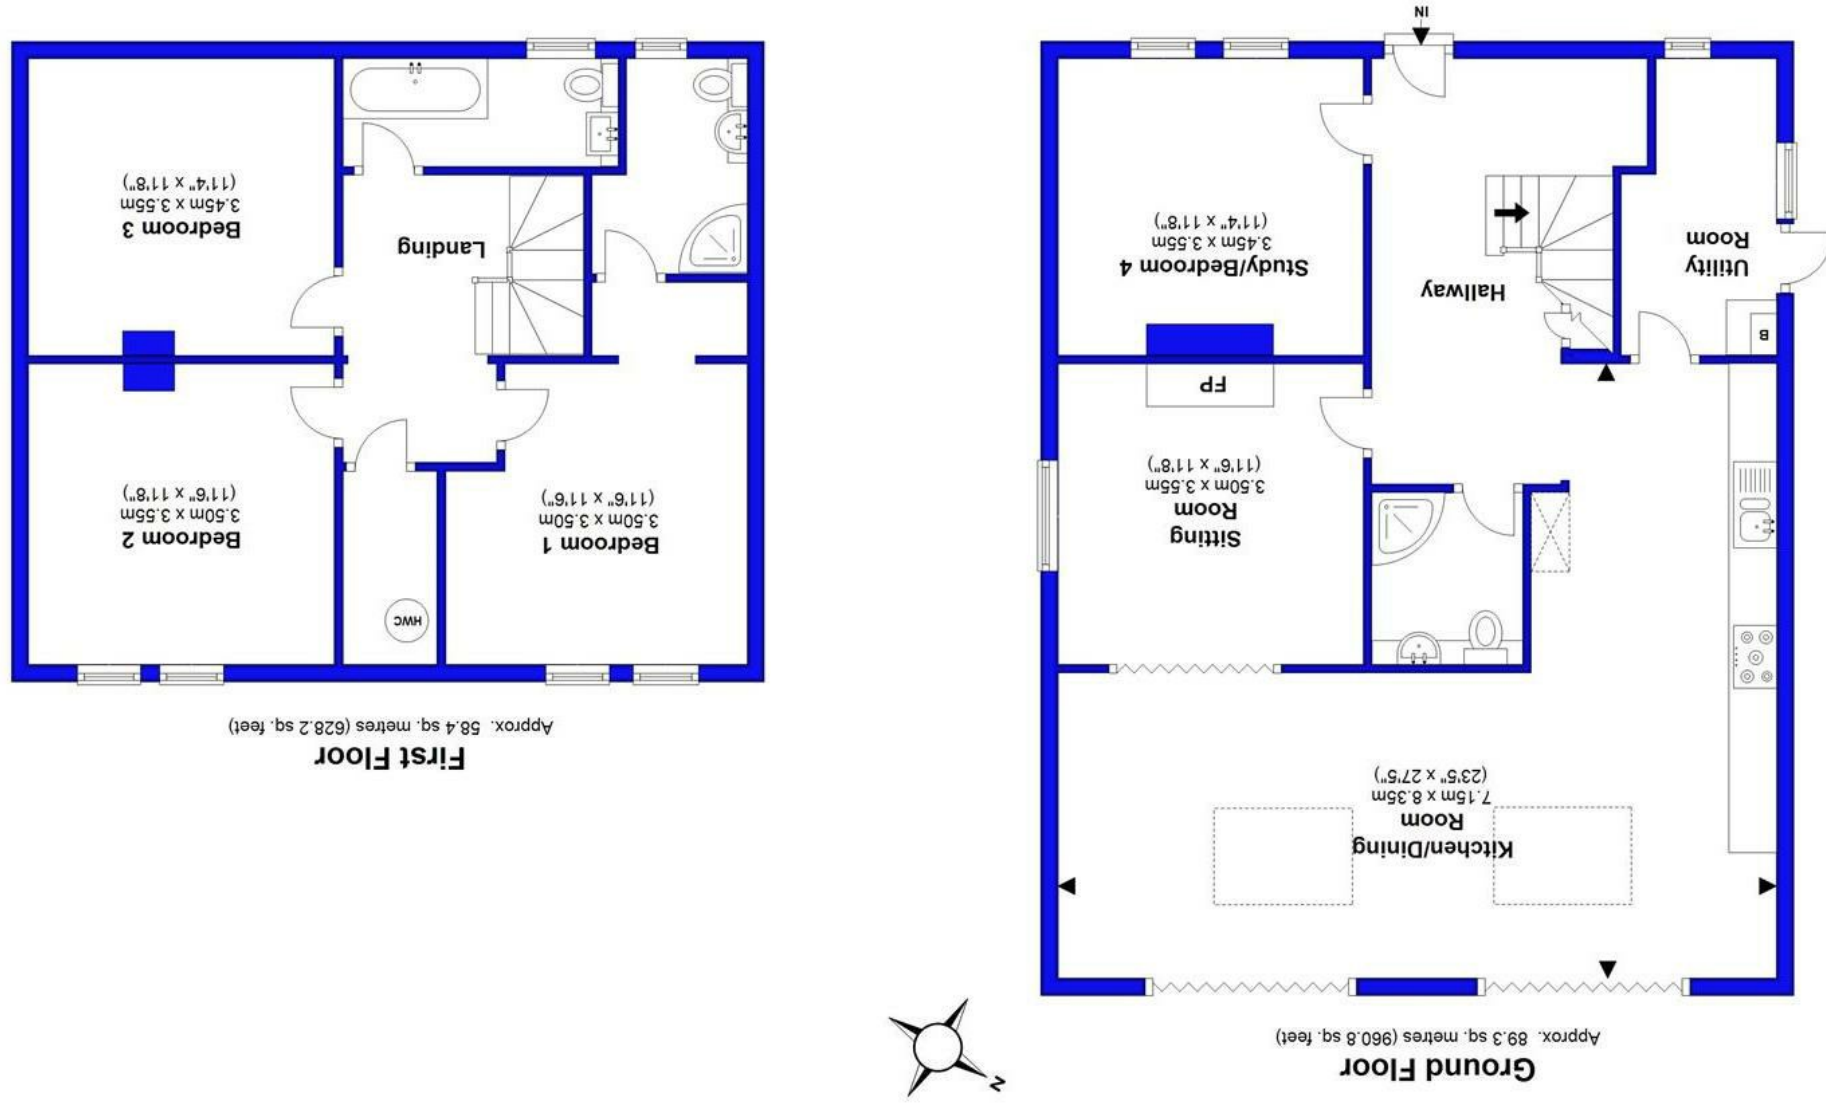 Ground Floor
Approx. 89.3 sq. metres (960.8 sq. feet)
Kitchen/Dining
Room
7.15m x 8.35m
(23'5" x 27'5")
Sitting
Room
3.50m x 3.55m
(11'6" x 11'8")
FP
Hallway
Utility
Room
B
Study/Bedroom 4
3.45m x 3.55m
(11'4" x 11'8")
IN
N
First Floor
Approx. 58.4 sq. metres (628.2 sq. feet)
HWC
Bedroom 1
3.50m x 3.50m
(11'6" x 11'6")
Bedroom 2
3.50m x 3.55m
(11'6" x 11'8")
Landing
Bedroom 3
3.45m x 3.55m
(11'4" x 11'8")